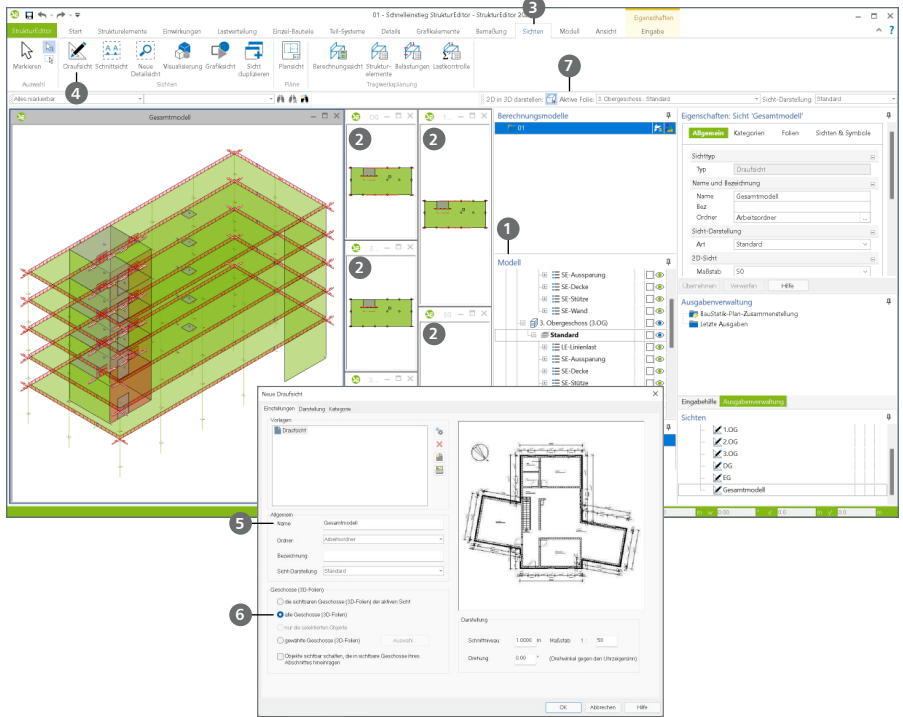 01 - Schnelleinstieg StrukturEditor - StrukturEditor 20
3
Eigenschaften
StrukturEditor Start Strukturelemente Einwirkungen Lastverteilung Einzel-Bauteile Teil-Systeme Details Grafikelemente Bemaßung Sichten Modell Ansicht Eingabe
Markieren Draufsicht Schnittsicht Neue Detailsicht Visualisierung Grafiksicht Sicht duplizieren Plansicht Berechnungssicht Struktur-elemente Belastungen Lastkontrolle
Auswahl Sichten Pläne Tragwerksplanung
4
7
Alles markierbar
2D in 3D darstellen: Aktive Folie: 3. Obergeschoss : Standard Sicht-Darstellung: Standard
Gesamtmodell
2
2
2
2
Berechnungsmodelle
01
1
Modell
SE-Aussparung
SE-Decke
SE-Stütze
SE-Wand
3. Obergeschoss (3.OG)
Standard
LE-Linienlast
SE-Aussparung
SE-Decke
SE-Stütze
Eigenschaften: Sicht 'Gesamtmodell'
Allgemein Kategorien Folien Sichten & Symbole
Sichttyp
Typ Draufsicht
Name und Bezeichnung
Name Gesamtmodell
Bez
Ordner Arbeitsordner ...
Sicht-Darstellung
Art Standard
2D-Sicht
Maßstab 50
Übernehmen Verwerfen Hilfe
Ausgabenverwaltung
BauStatik-Plan-Zusammenstellung
Letzte Ausgaben
Eingabehilfe Ausgabenverwaltung
Sichten
1.OG
2.OG
3.OG
DG
EG
Gesamtmodell
m w 0.00 ° x 0.0 m y 0.0 m
Neue Draufsicht
Einstellungen Darstellung Kategorie
Vorlagen
Draufsicht
Allgemein
5
Name Gesamtmodell
Ordner Arbeitsordner
Bezeichnung
Sicht-Darstellung Standard
Geschosse (3D-Folien)
die sichtbaren Geschosse (3D-Folien) der aktiven Sicht
6
alle Geschosse (3D-Folien)
nur die selektierten Objekte
gewählte Geschosse (3D-Folien) Auswahl...
Objekte sichtbar schalten, die in sichtbare Geschosse ihres Abschnittes hineinragen
Darstellung
Schnittniveau 1.0000 m Maßstab 1 : 50
Drehung 0.00 ° (Drehwinkel gegen den Uhrzeigersinn)
OK Abbrechen Hilfe